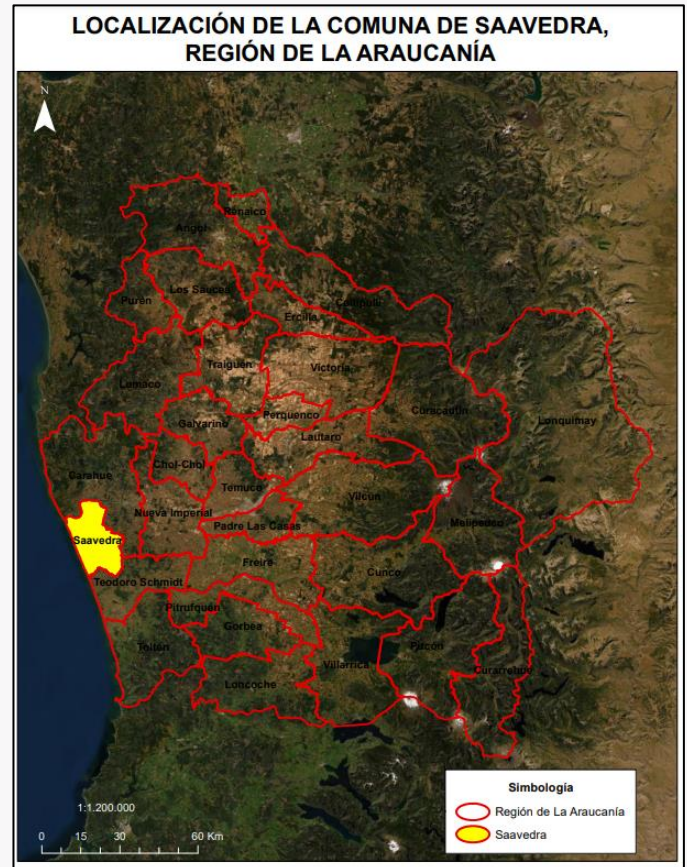 LOCALIZACIÓN DE LA COMUNA DE SAAVEDRA,
REGIÓN DE LA ARAUCANÍA
N
Renaico
Angol
Los Sauces
Purén
Collipulli
Ercilla
Traiguén
Victoria
Lumaco
Curacautín
Lonquimay
Perquenco
Galvarino
Lautaro
Carahue
Chol-Chol
Temuco
Vilcún
Nueva Imperial
Padre Las Casas
Melipeuco
Saavedra
Freire
Cunco
Teodoro Schmidt
Pitrufquén
Gorbea
Toltén
Villarrica
Pucón
Curarrehue
Loncoche
Simbología
Región de La Araucanía
Saavedra
1:1.200.000
0 15 30 60 Km